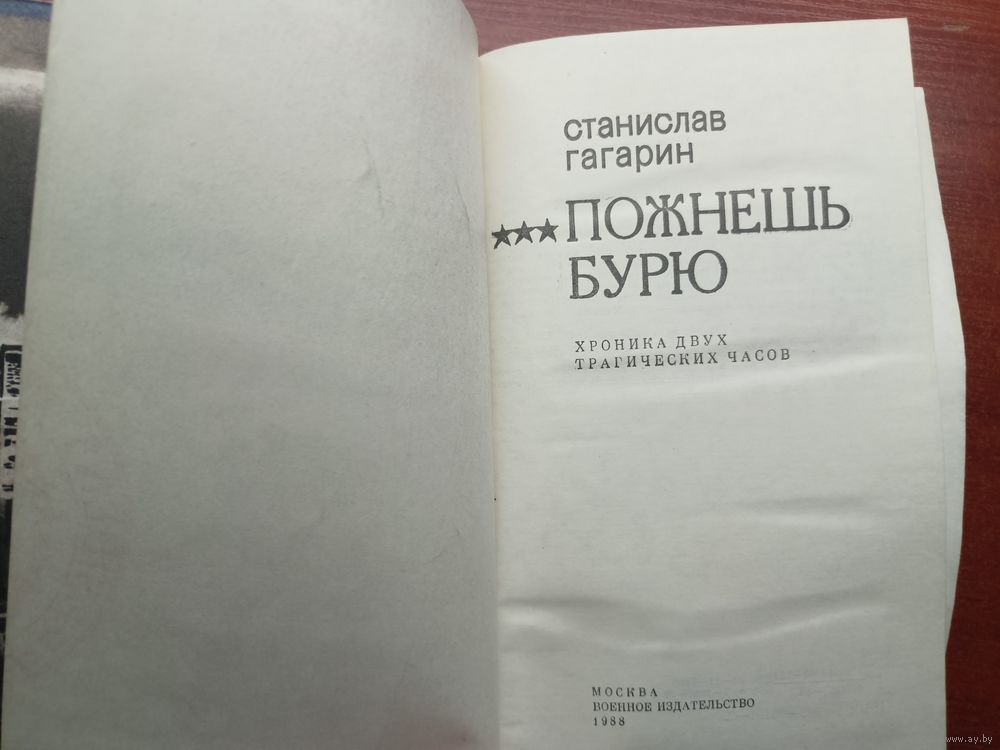 станислав
гагарин
★★★ПОЖНЕШЬ
БУРЮ
ХРОНИКА ДВУХ
ТРАГИЧЕСКИХ ЧАСОВ
МОСКВА
ВОЕННОЕ ИЗДАТЕЛЬСТВО
1988
www.ay.by